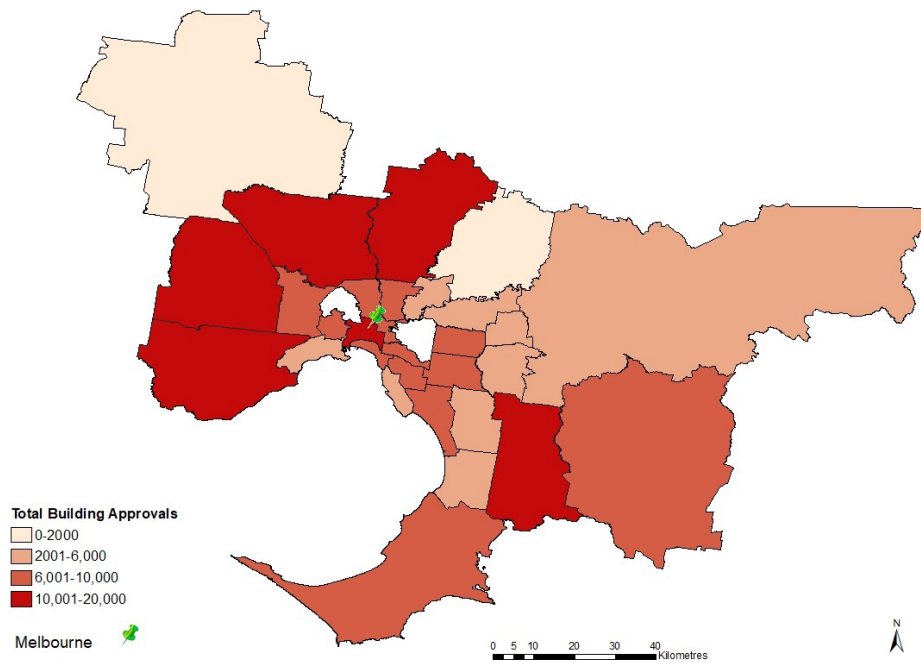 Total Building Approvals
0-2000
2001-6,000
6,001-10,000
10,001-20,000
Melbourne
0 5 10 20 30 40
Kilometres
N